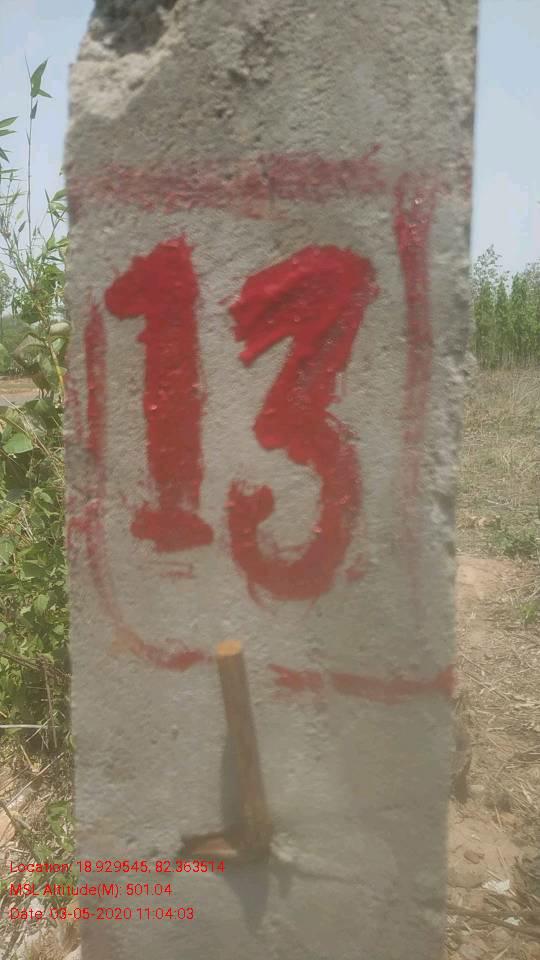 13
Location: 18.929545, 82.363514
MSL Altitude(M): 501.04
Date: 03-05-2020 11:04:03